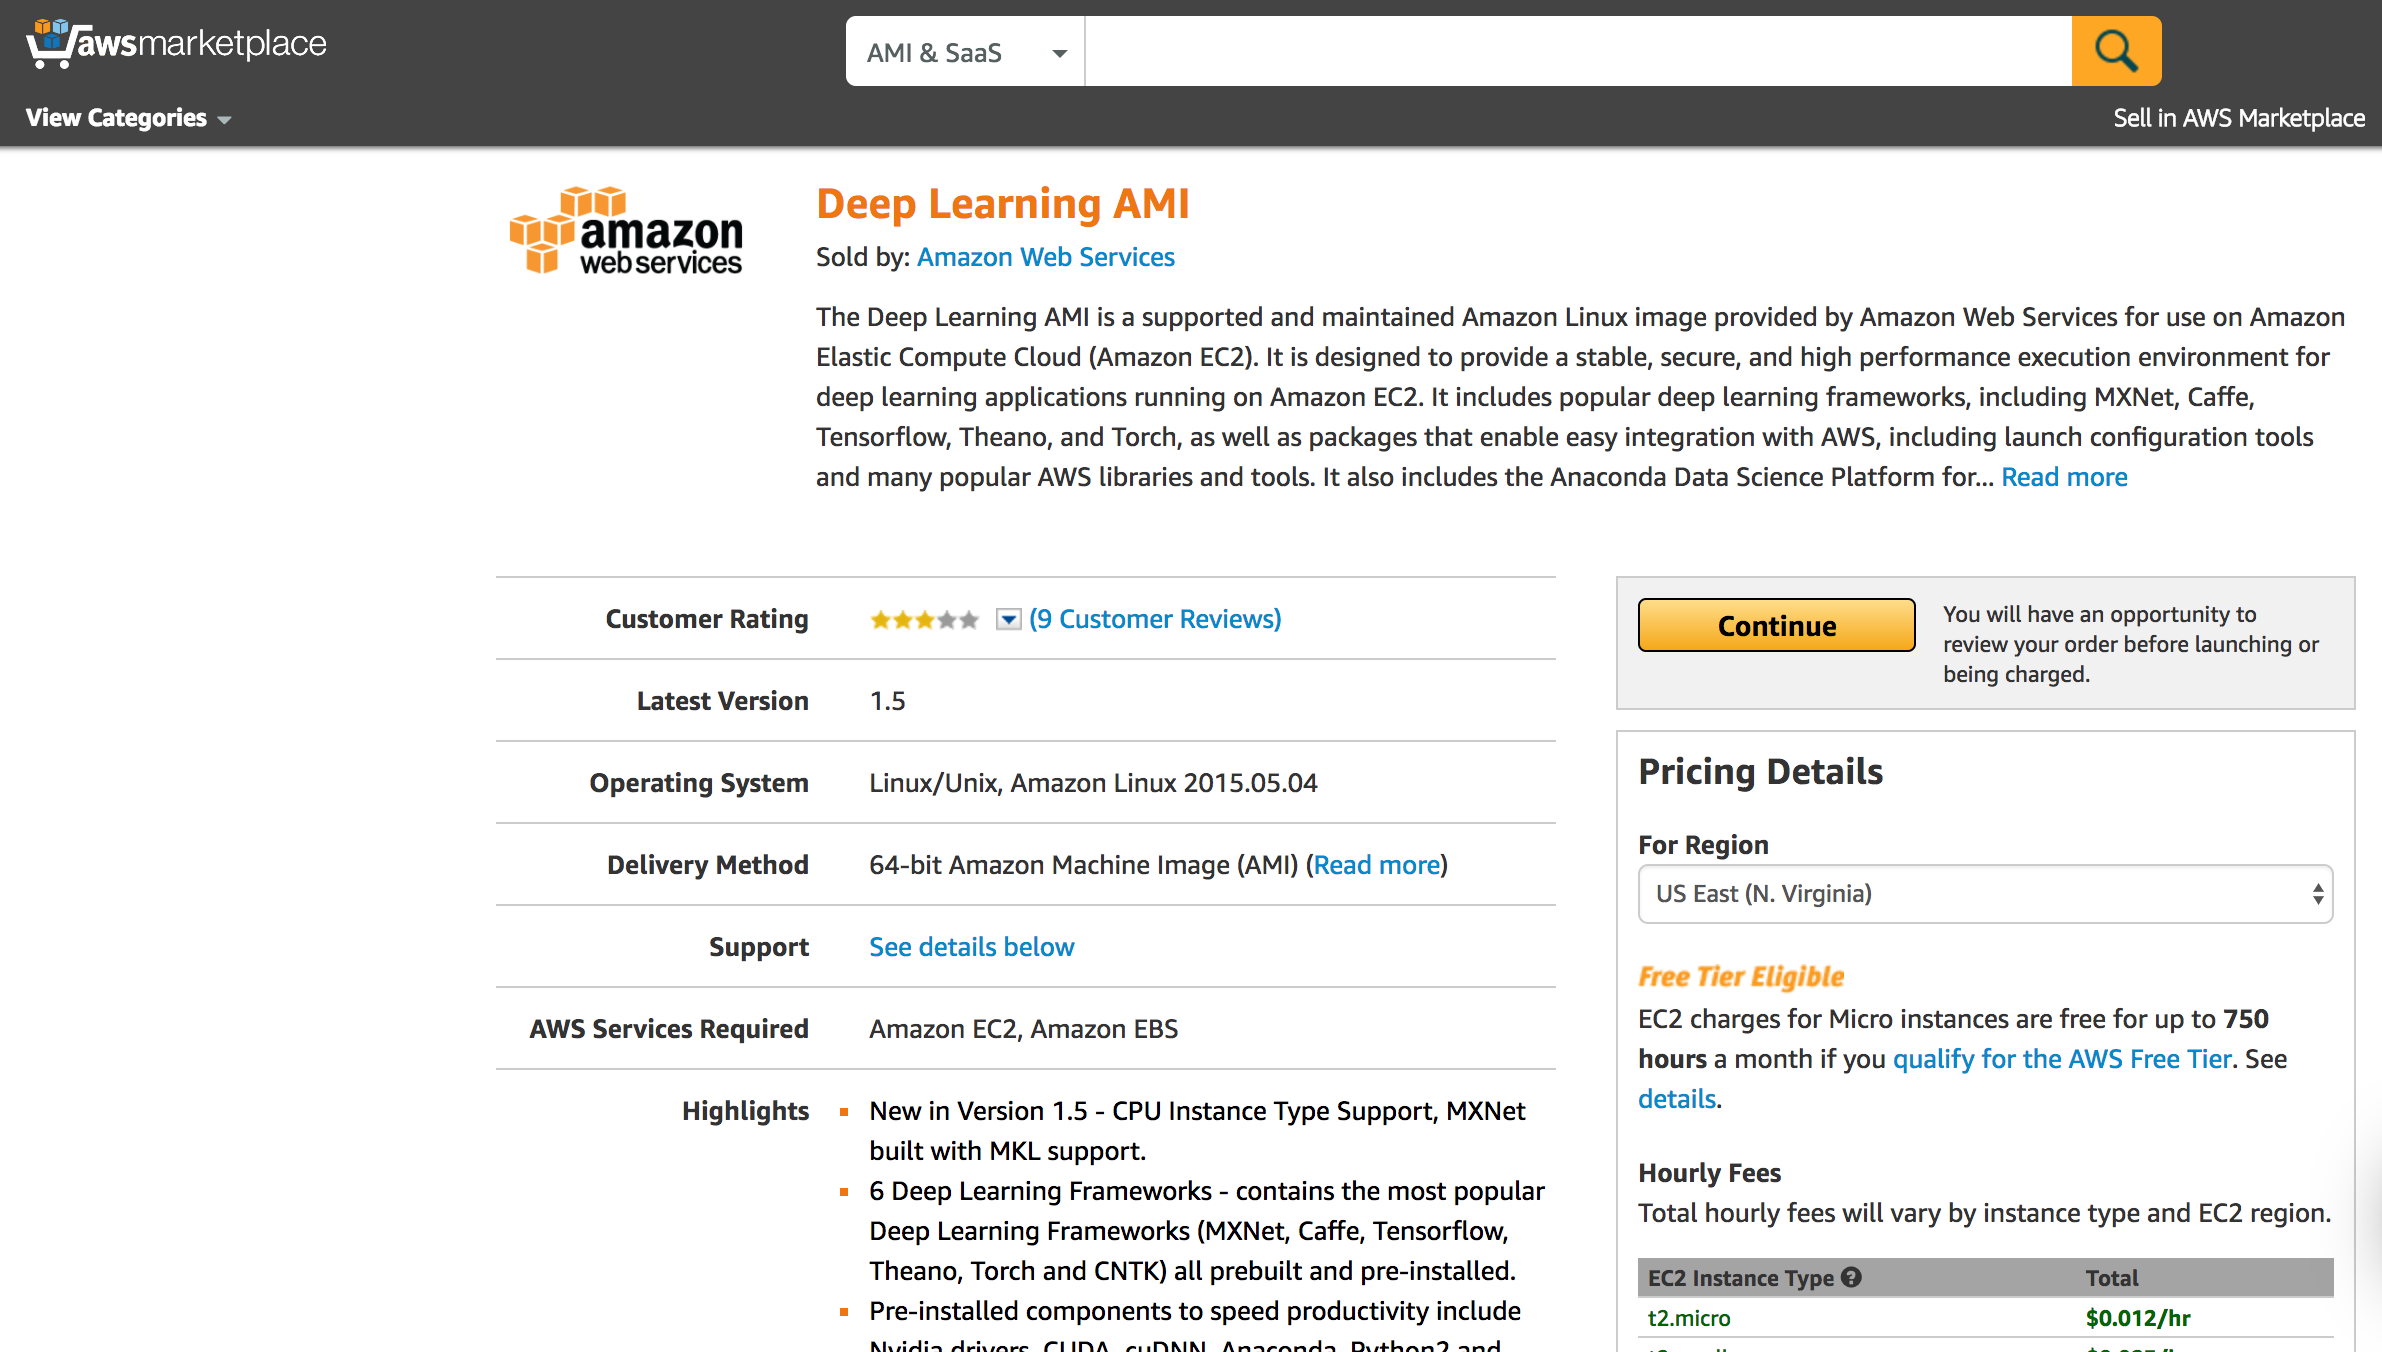 awsmarketplace
AMI & SaaS
View Categories
Sell in AWS Marketplace
amazon
webservices
Deep Learning AMI
Sold by: Amazon Web Services
The Deep Learning AMI is a supported and maintained Amazon Linux image provided by Amazon Web Services for use on Amazon
Elastic Compute Cloud (Amazon EC2). It is designed to provide a stable, secure, and high performance execution environment for
deep learning applications running on Amazon EC2. It includes popular deep learning frameworks, including MXNet, Caffe,
Tensorflow, Theano, and Torch, as well as packages that enable easy integration with AWS, including launch configuration tools
and many popular AWS libraries and tools. It also includes the Anaconda Data Science Platform for... Read more
Customer Rating (9 Customer Reviews)
Latest Version 1.5
Operating System Linux/Unix, Amazon Linux 2015.05.04
Delivery Method 64-bit Amazon Machine Image (AMI) (Read more)
Support See details below
AWS Services Required Amazon EC2, Amazon EBS
Highlights New in Version 1.5 - CPU Instance Type Support, MXNet
built with MKL support.
6 Deep Learning Frameworks - contains the most popular
Deep Learning Frameworks (MXNet, Caffe, Tensorflow,
Theano, Torch and CNTK) all prebuilt and pre-installed.
Pre-installed components to speed productivity include
Nvidia drivers, CUDA, cuDNN, Anaconda, Python2 and
Continue
You will have an opportunity to
review your order before launching or
being charged.
Pricing Details
For Region
US East (N. Virginia)
Free Tier Eligible
EC2 charges for Micro instances are free for up to 750
hours a month if you qualify for the AWS Free Tier. See
details.
Hourly Fees
Total hourly fees will vary by instance type and EC2 region.
EC2 Instance Type ? Total
t2.micro $0.012/hr